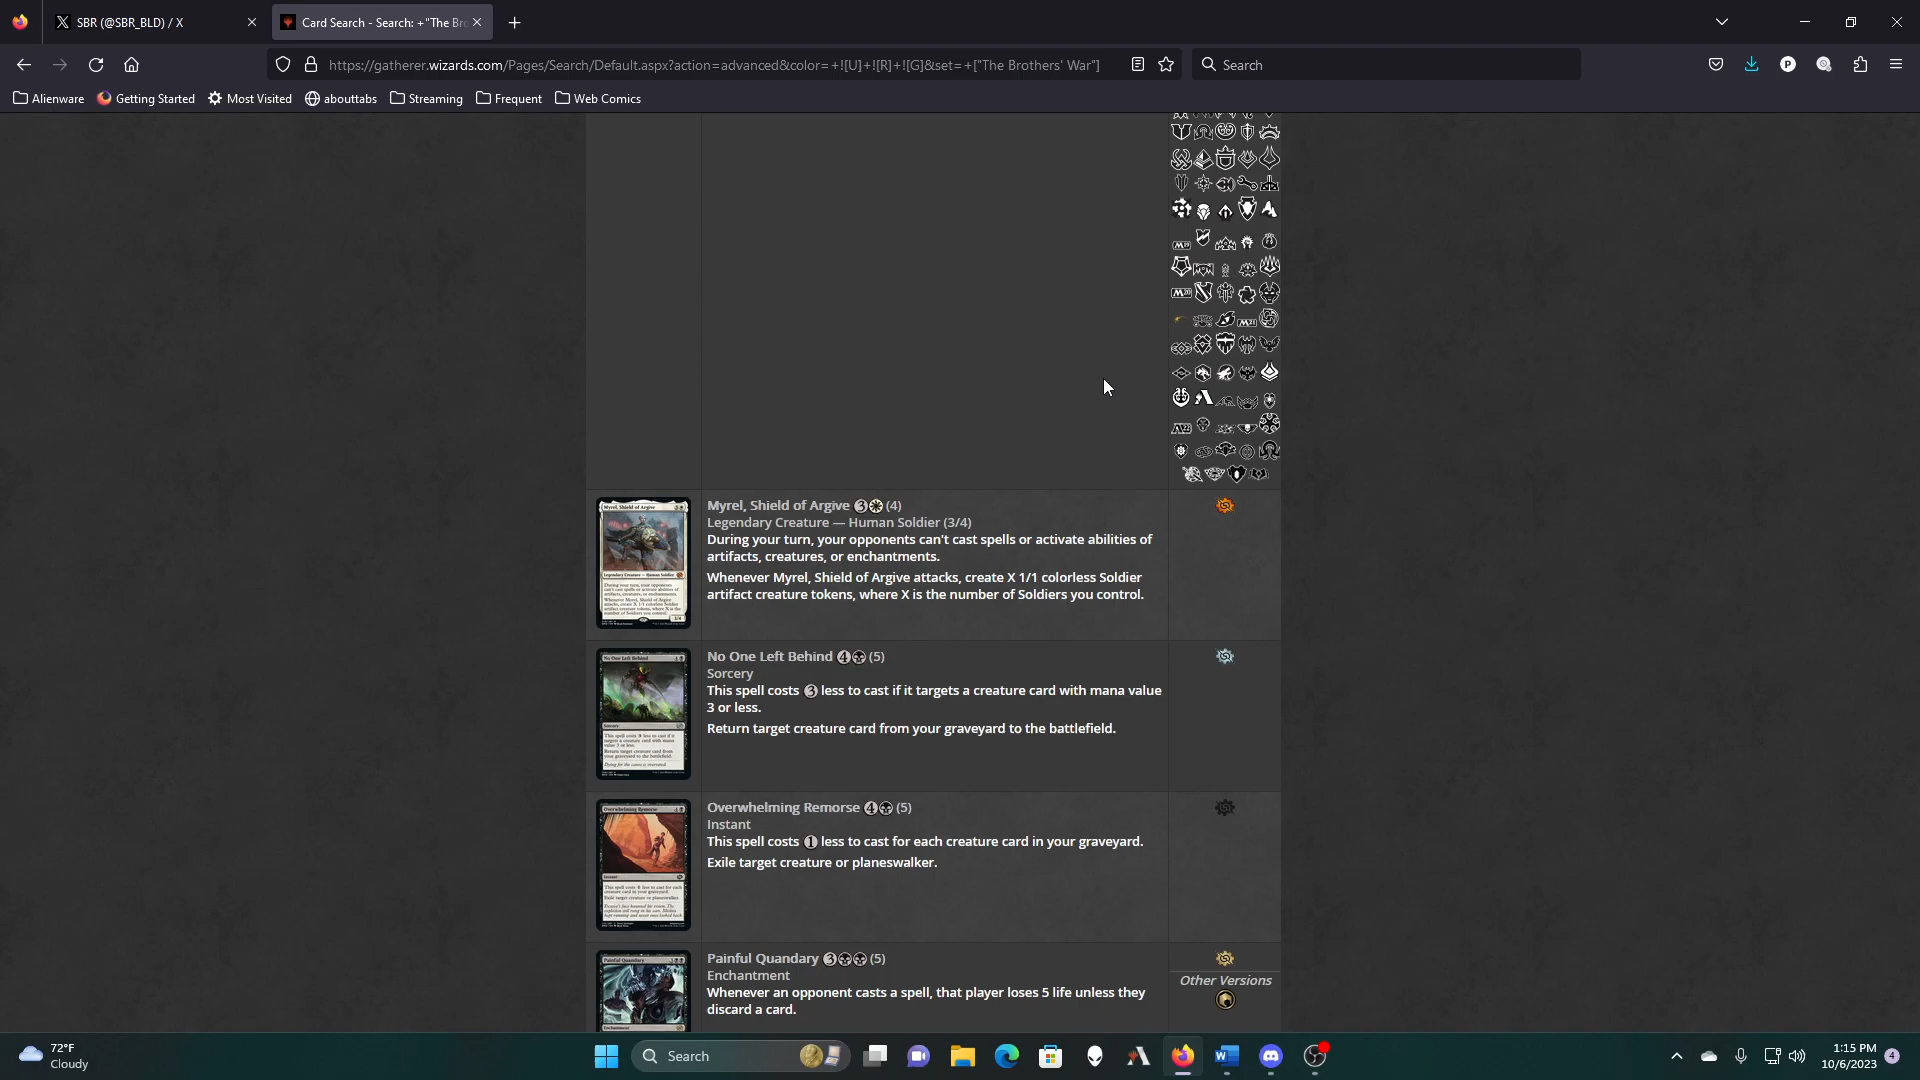 SBR (@SBR_BLD) / X
Card Search - Search: +"The Bro
https://gatherer.wizards.com/Pages/Search/Default.aspx?action=advanced&color=+![U]+![R]+![G]&set=+["The Brothers' War"]
Search
Alienware
Getting Started
Most Visited
abouttabs
Streaming
Frequent
Web Comics
Myrel, Shield of Argive 3 (4)
Legendary Creature — Human Soldier (3/4)
During your turn, your opponents can't cast spells or activate abilities of
artifacts, creatures, or enchantments.
Whenever Myrel, Shield of Argive attacks, create X 1/1 colorless Soldier
artifact creature tokens, where X is the number of Soldiers you control.
No One Left Behind 4 (5)
Sorcery
This spell costs 3 less to cast if it targets a creature card with mana value
3 or less.
Return target creature card from your graveyard to the battlefield.
Overwhelming Remorse 4 (5)
Instant
This spell costs 1 less to cast for each creature card in your graveyard.
Exile target creature or planeswalker.
Painful Quandary 3 (5)
Enchantment
Whenever an opponent casts a spell, that player loses 5 life unless they
discard a card.
Other Versions
72°F
Cloudy
Search
1:15 PM
10/6/2023
4